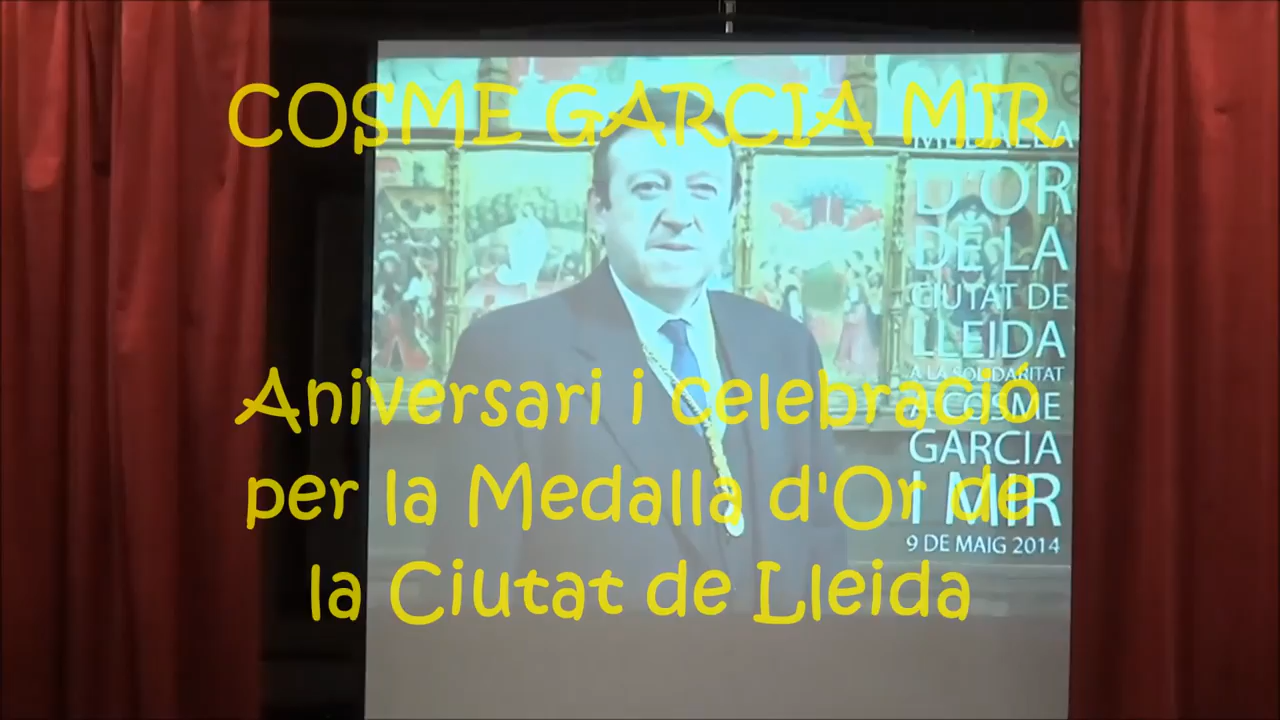 COSME GARCIA MIR
MEDALLA
D'OR
DE LA
CIUTAT DE
LLEIDA
A LA SOLIDARITAT
A COSME
GARCIA
I MIR
9 DE MAIG 2014
Aniversari i celebració
per la Medalla d'Or de
la Ciutat de Lleida